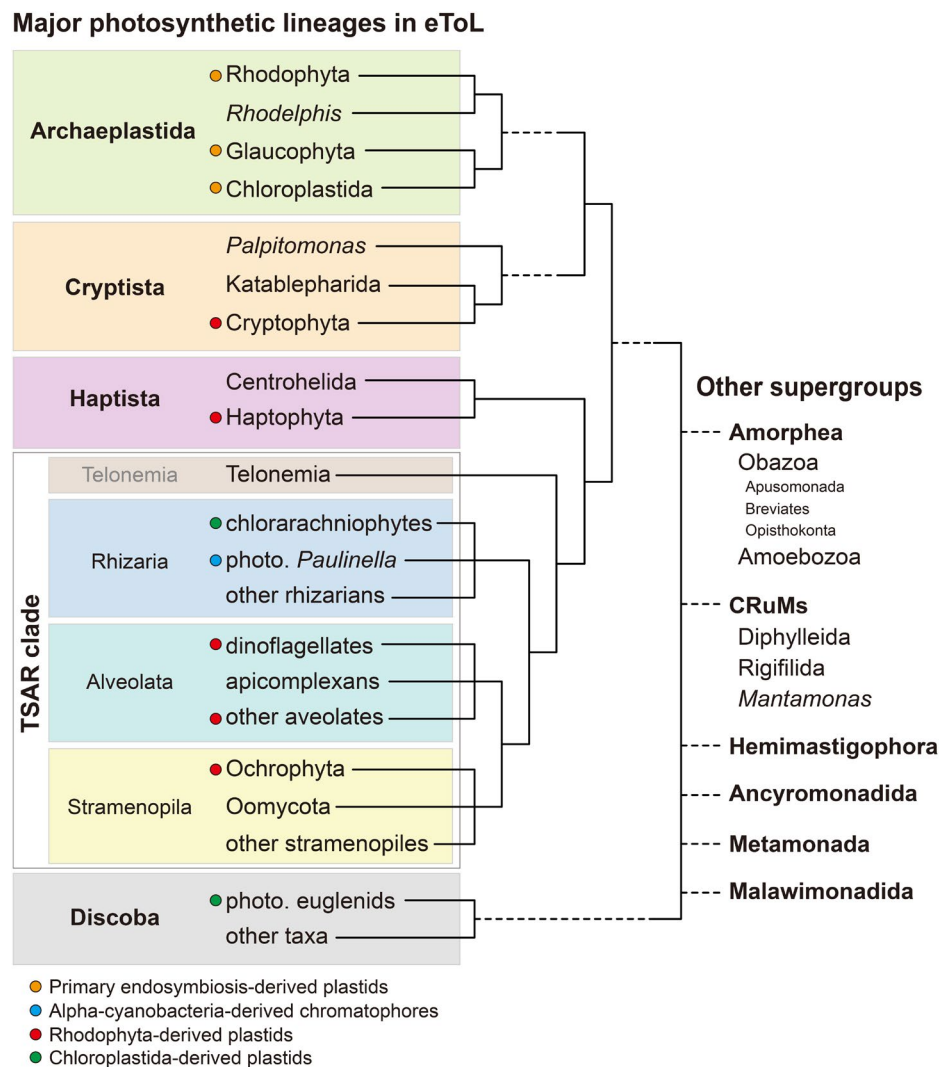 Major photosynthetic lineages in eToL
Archaeplastida
Rhodophyta
Rhodelphis
Glaucophyta
Chloroplastida
Cryptista
Palpitomonas
Katablepharida
Cryptophyta
Haptista
Centrohelida
Haptophyta
TSAR clade
Telonemia
Telonemia
Rhizaria
chlorarachniophytes
photo. Paulinella
other rhizarians
Alveolata
dinoflagellates
apicomplexans
other aveolates
Stramenopila
Ochrophyta
Oomycota
other stramenopiles
Discoba
photo. euglenids
other taxa
Other supergroups
Amorphea
Obazoa
Apusomonada
Breviates
Opisthokonta
Amoebozoa
CRuMs
Diphylleida
Rigifilida
Mantamonas
Hemimastigophora
Ancyromonadida
Metamonada
Malawimonadida
Primary endosymbiosis-derived plastids
Alpha-cyanobacteria-derived chromatophores
Rhodophyta-derived plastids
Chloroplastida-derived plastids